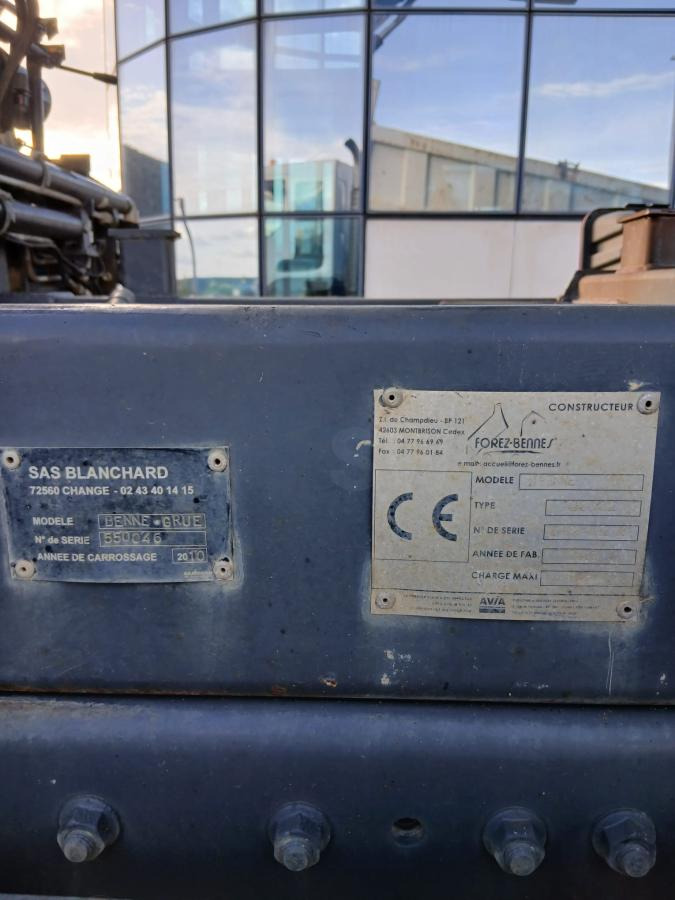 SAS BLANCHARD
72560 CHANGE - 02 43 40 14 15
MODELE BENNE+GRUE
N° de SERIE 550046
ANNEE DE CARROSSAGE 2010
CONSTRUCTEUR
Z.I. de Champdieu - BP 121
42603 MONTBRISON Cedex
Tél. : 04 77 96 69 69
Fax : 04 77 96 01 84
FOREZ-BENNES
e mail: accueil@forez-bennes.fr
CE
MODELE
TYPE
N° DE SERIE
ANNEE DE FAB.
CHARGE MAXI
AVIA